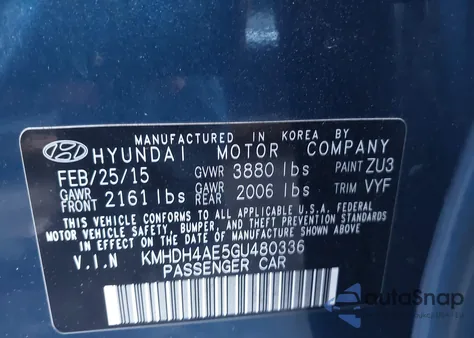 MANUFACTURED IN KOREA BY
HYUNDAI MOTOR COMPANY
FEB/25/15 GVWR 3880 lbs PAINT ZU3
GAWR FRONT 2161 lbs GAWR REAR 2006 lbs TRIM VYF
THIS VEHICLE CONFORMS TO ALL APPLICABLE U.S.A. FEDERAL
MOTOR VEHICLE SAFETY, BUMPER, AND THEFT PREVENTION
STANDARDS IN EFFECT ON THE DATE OF MANUFACTURE SHOWN ABOVE.
V.I.N KMHDH4AE5GU480336
PASSENGER CAR
AutoSnap